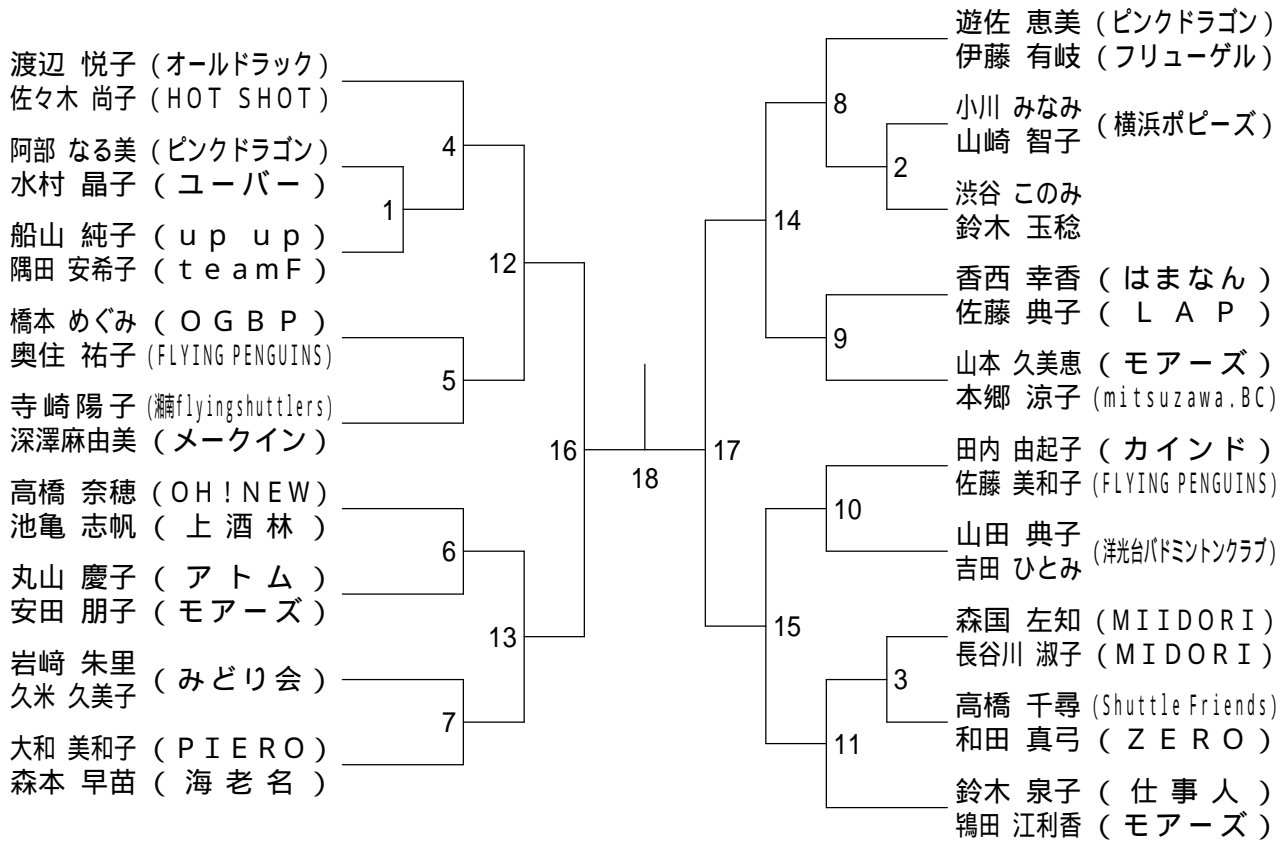 渡辺 悦子 (オールドラック)
佐々木 尚子 (HOT SHOT)
阿部 なる美 (ピンクドラゴン)
水村 晶子 (ユーバー)
船山 純子 (up up)
隅田 安希子 (teamF)
橋本 めぐみ (OGBP)
奥住 祐子 (FLYING PENGUINS)
寺崎陽子 (湘南flyingshuttlers)
深澤麻由美 (メークイン)
高橋 奈穂 (OH!NEW)
池亀 志帆 (上酒林)
丸山 慶子 (アトム)
安田 朋子 (モアーズ)
岩﨑 朱里
久米 久美子
(みどり会)
大和 美和子 (PIERO)
森本 早苗 (海老名)
1
4
5
12
6
7
13
16
18
17
14
8
2
9
15
10
3
11
遊佐 恵美 (ピンクドラゴン)
伊藤 有岐 (フリューゲル)
小川 みなみ
山崎 智子
(横浜ポピーズ)
渋谷 このみ
鈴木 玉稔
香西 幸香 (はまなん)
佐藤 典子 (LAP)
山本 久美恵 (モアーズ)
本郷 涼子 (mitsuzawa.BC)
田内 由起子 (カインド)
佐藤 美和子 (FLYING PENGUINS)
山田 典子
吉田 ひとみ
(洋光台バドミントンクラブ)
森国 左知 (MIIDORI)
長谷川 淑子 (MIDORI)
高橋 千尋 (Shuttle Friends)
和田 真弓 (ZERO)
鈴木 泉子 (仕事人)
鴇田 江利香 (モアーズ)